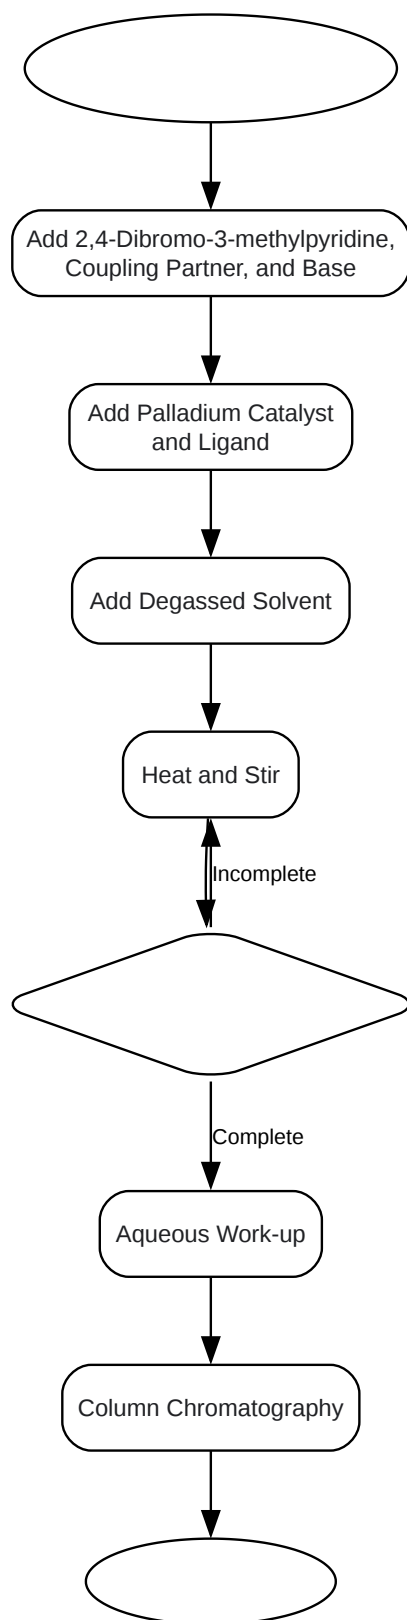 Add 2,4-Dibromo-3-methylpyridine,
Coupling Partner, and Base
Add Palladium Catalyst
and Ligand
Add Degassed Solvent
Heat and Stir
Incomplete
Complete
Aqueous Work-up
Column Chromatography